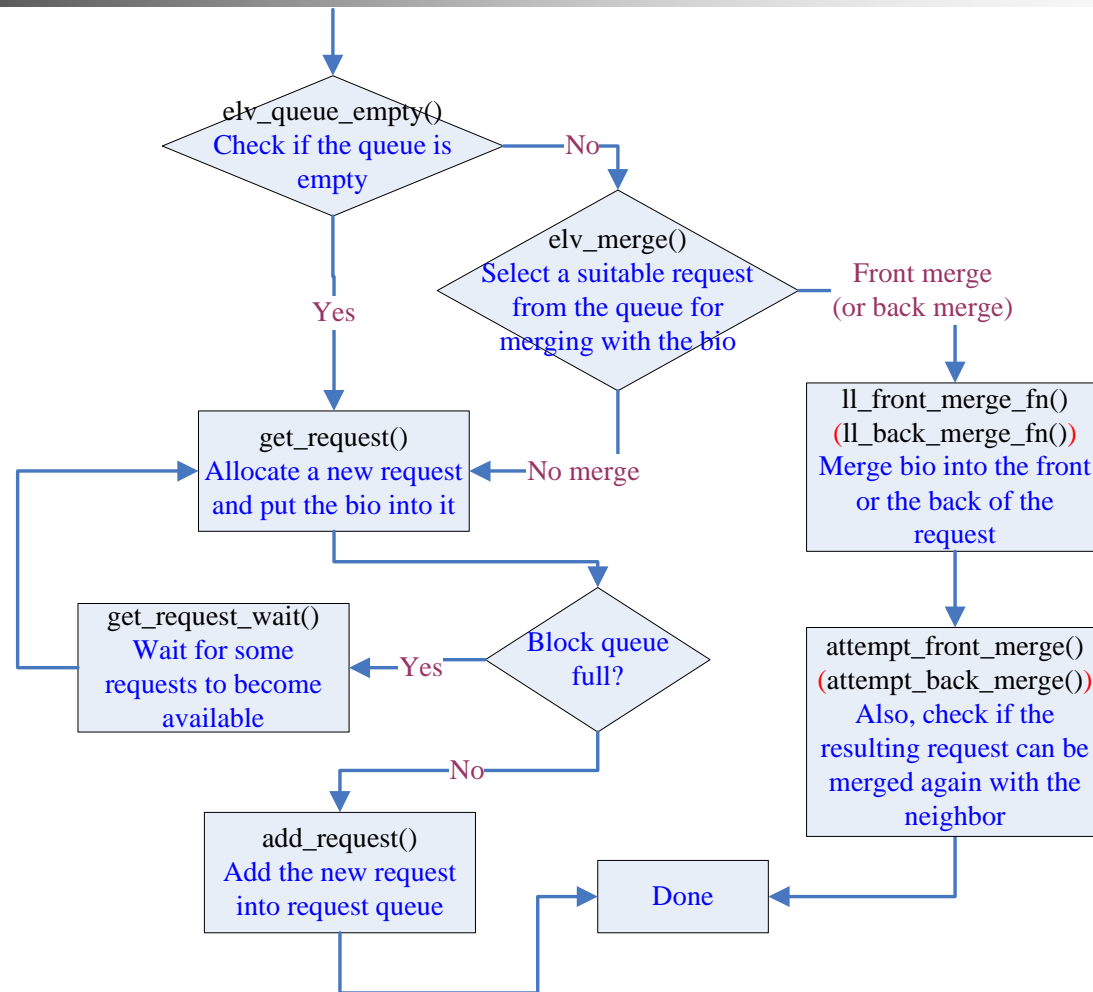 elv_queue_empty()
Check if the queue is
empty
No
elv_merge()
Select a suitable request
from the queue for
merging with the bio
Front merge
(or back merge)
Yes
ll_front_merge_fn()
(ll_back_merge_fn())
Merge bio into the front
or the back of the
request
get_request()
Allocate a new request
and put the bio into it
No merge
get_request_wait()
Wait for some
requests to become
available
Yes
Block queue
full?
attempt_front_merge()
(attempt_back_merge())
Also, check if the
resulting request can be
merged again with the
neighbor
No
add_request()
Add the new request
into request queue
Done